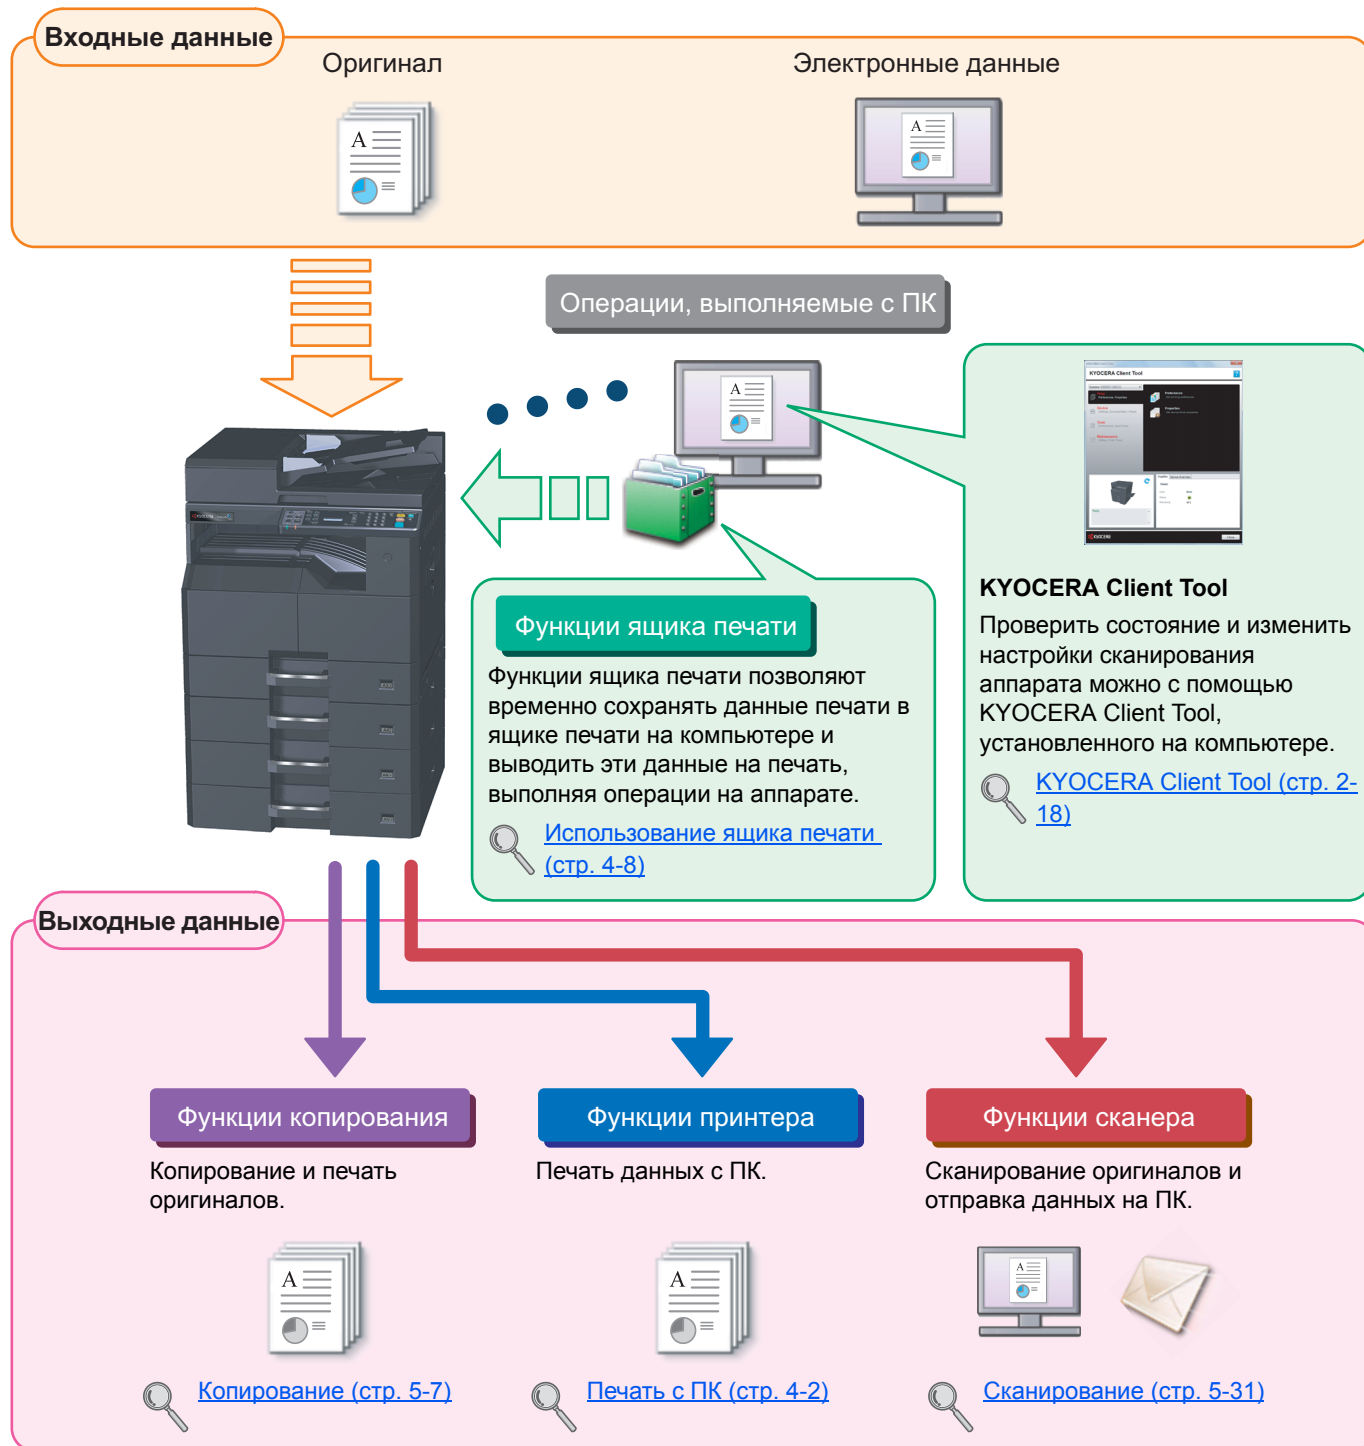 Входные данные
Оригинал
Электронные данные
A
A
Операции, выполняемые с ПК
A
KYOCERA Client Tool
KYOCERA
Функции ящика печати
Функции ящика печати позволяют
временно сохранять данные печати в
ящике печати на компьютере и
выводить эти данные на печать,
выполняя операции на аппарате.
Использование ящика печати
(стр. 4-8)
KYOCERA Client Tool
Проверить состояние и изменить
настройки сканирования
аппарата можно с помощью
KYOCERA Client Tool,
установленного на компьютере.
KYOCERA Client Tool (стр. 2-
18)
Выходные данные
Функции копирования
Копирование и печать
оригиналов.
A
Копирование (стр. 5-7)
Функции принтера
Печать данных с ПК.
A
Печать с ПК (стр. 4-2)
Функции сканера
Сканирование оригиналов и
отправка данных на ПК.
A
Сканирование (стр. 5-31)